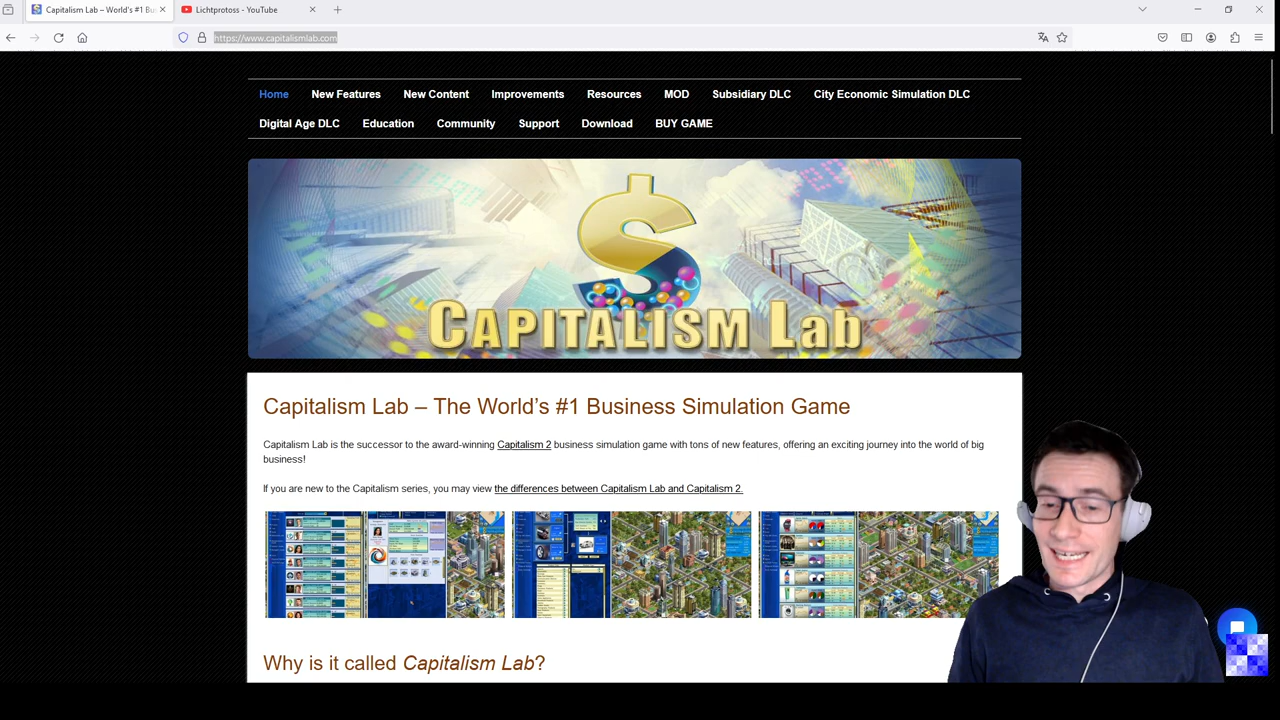 Capitalism Lab – World's #1 Bu
Lichtprotoss - YouTube
https://www.capitalismlab.com
Home New Features New Content Improvements Resources MOD Subsidiary DLC City Economic Simulation DLC
Digital Age DLC Education Community Support Download BUY GAME
CAPITALISM Lab
Capitalism Lab – The World's #1 Business Simulation Game
Capitalism Lab is the successor to the award-winning Capitalism 2 business simulation game with tons of new features, offering an exciting journey into the world of big
business!
If you are new to the Capitalism series, you may view the differences between Capitalism Lab and Capitalism 2.
Why is it called Capitalism Lab?